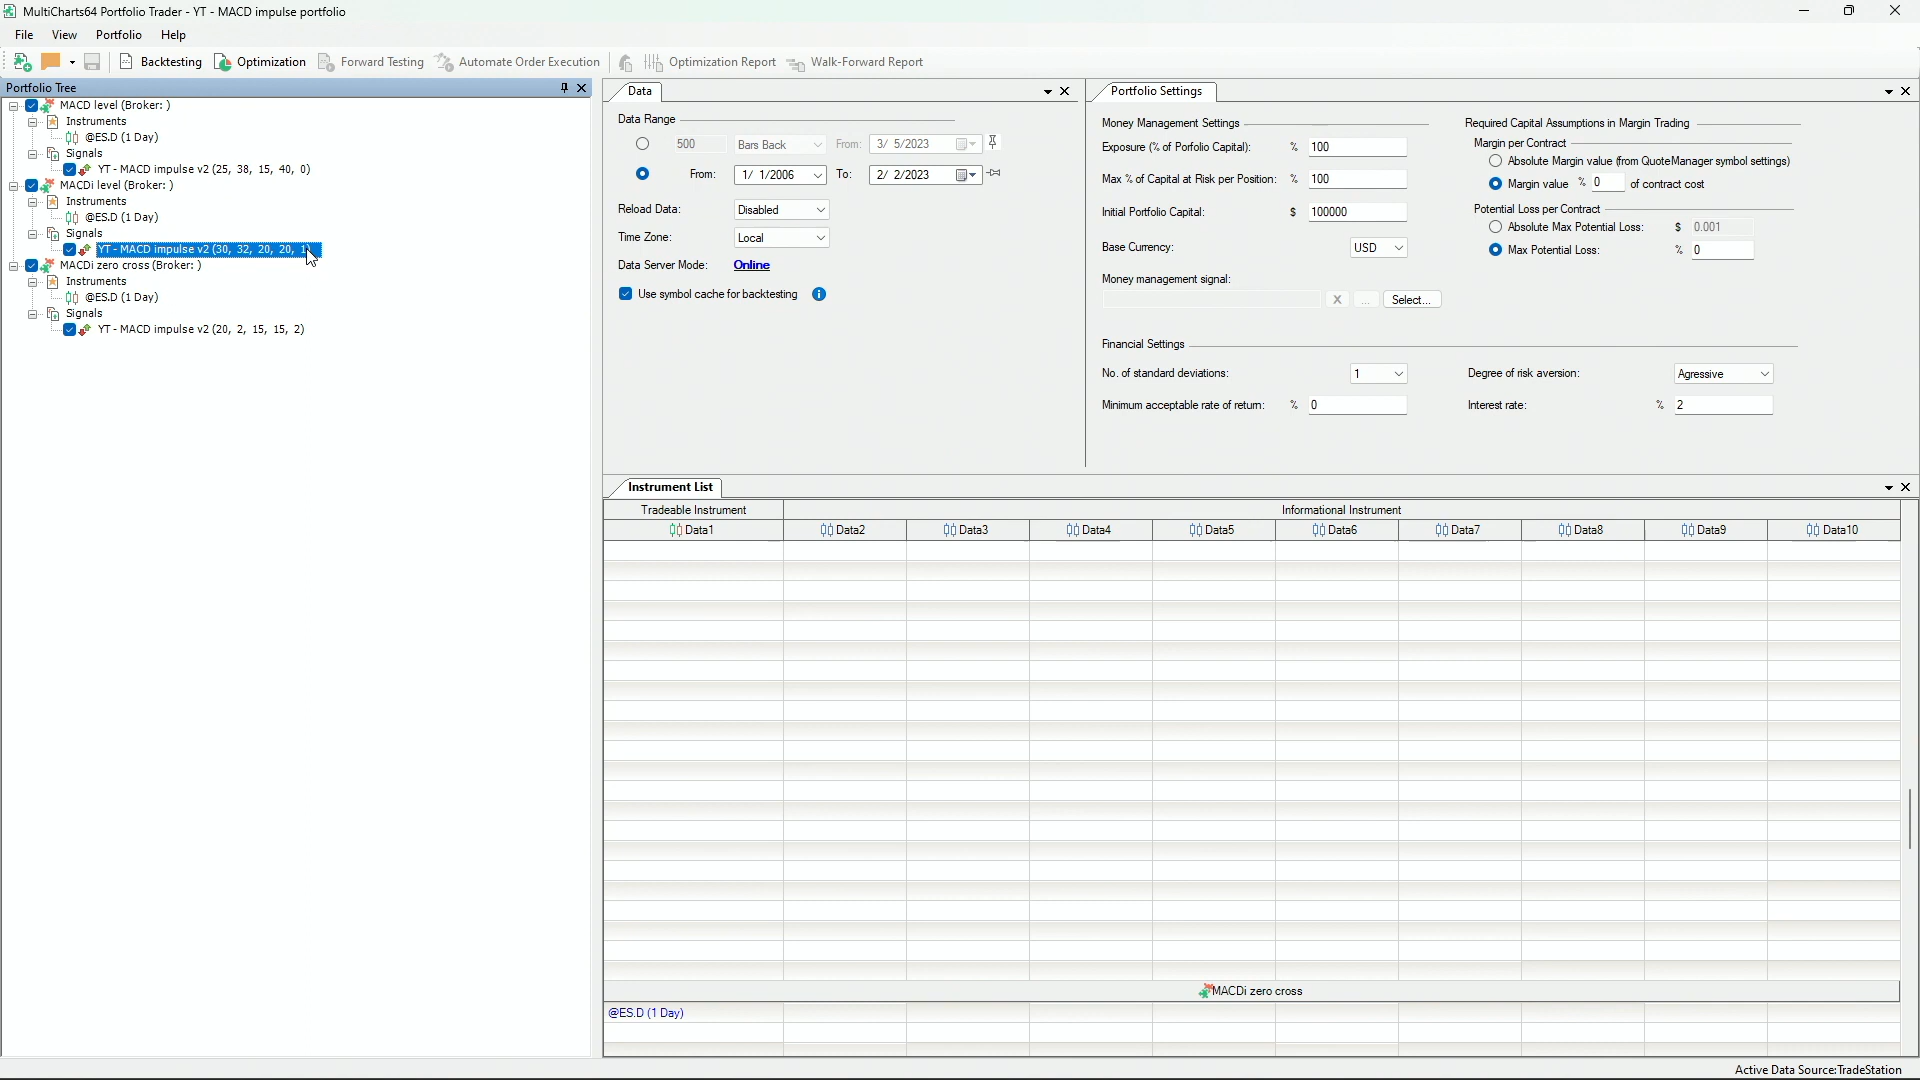 MultiCharts64 Portfolio Trader - YT - MACD impulse portfolio
File View Portfolio Help
Backtesting Optimization Forward Testing Automate Order Execution Optimization Report Walk-Forward Report
Portfolio Tree
MACD level (Broker: )
Instruments
@ES.D (1 Day)
Signals
YT - MACD impulse v2 (25, 38, 15, 40, 0)
MACDi level (Broker: )
Instruments
@ES.D (1 Day)
Signals
YT - MACD impulse v2 (30, 32, 20, 20, 1)
MACDi zero cross (Broker: )
Instruments
@ES.D (1 Day)
Signals
YT - MACD impulse v2 (20, 2, 15, 15, 2)
Data
Data Range
500 Bars Back From: 3/ 5/2023
From: 1/ 1/2006 To: 2/ 2/2023
Reload Data: Disabled
Time Zone: Local
Data Server Mode: Online
Use symbol cache for backtesting
Portfolio Settings
Money Management Settings
Exposure (% of Porfolio Capital): % 100
Max % of Capital at Risk per Position: % 100
Initial Portfolio Capital: $ 100000
Base Currency: USD
Money management signal:
X ... Select...
Required Capital Assumptions in Margin Trading
Margin per Contract
Absolute Margin value (from QuoteManager symbol settings)
Margin value % 0 of contract cost
Potential Loss per Contract
Absolute Max Potential Loss: $ 0.001
Max Potential Loss: % 0
Financial Settings
No. of standard deviations: 1 Degree of risk aversion: Agressive
Minimum acceptable rate of return: % 0 Interest rate: % 2
Instrument List
Tradeable Instrument Informational Instrument
Data1 Data2 Data3 Data4 Data5 Data6 Data7 Data8 Data9 Data10
MACDi zero cross
@ES.D (1 Day)
Active Data Source:TradeStation